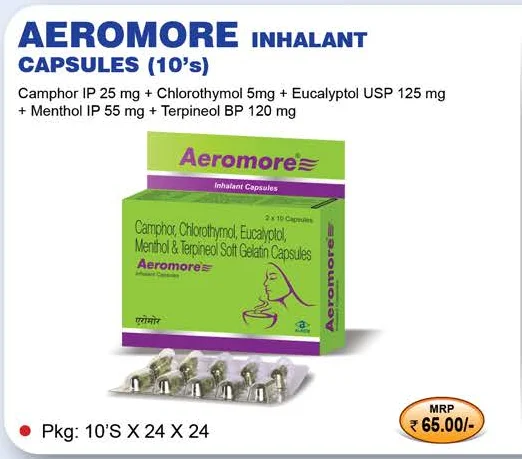 AEROMORE INHALANT
CAPSULES (10's)
Camphor IP 25 mg + Chlorothymol 5mg + Eucalyptol USP 125 mg
+ Menthol IP 55 mg + Terpineol BP 120 mg
Aeromore
Inhalant Capsules
2 x 10 Capsules
Camphor, Chlorothymol, Eucalyptol,
Menthol & Terpineol Soft Gelatin Capsules
Aeromore
Inhalant Capsules
एरोमोर
Aeromore
Inhalant Capsules
Pkg: 10'S X 24 X 24
MRP
₹ 65.00/-